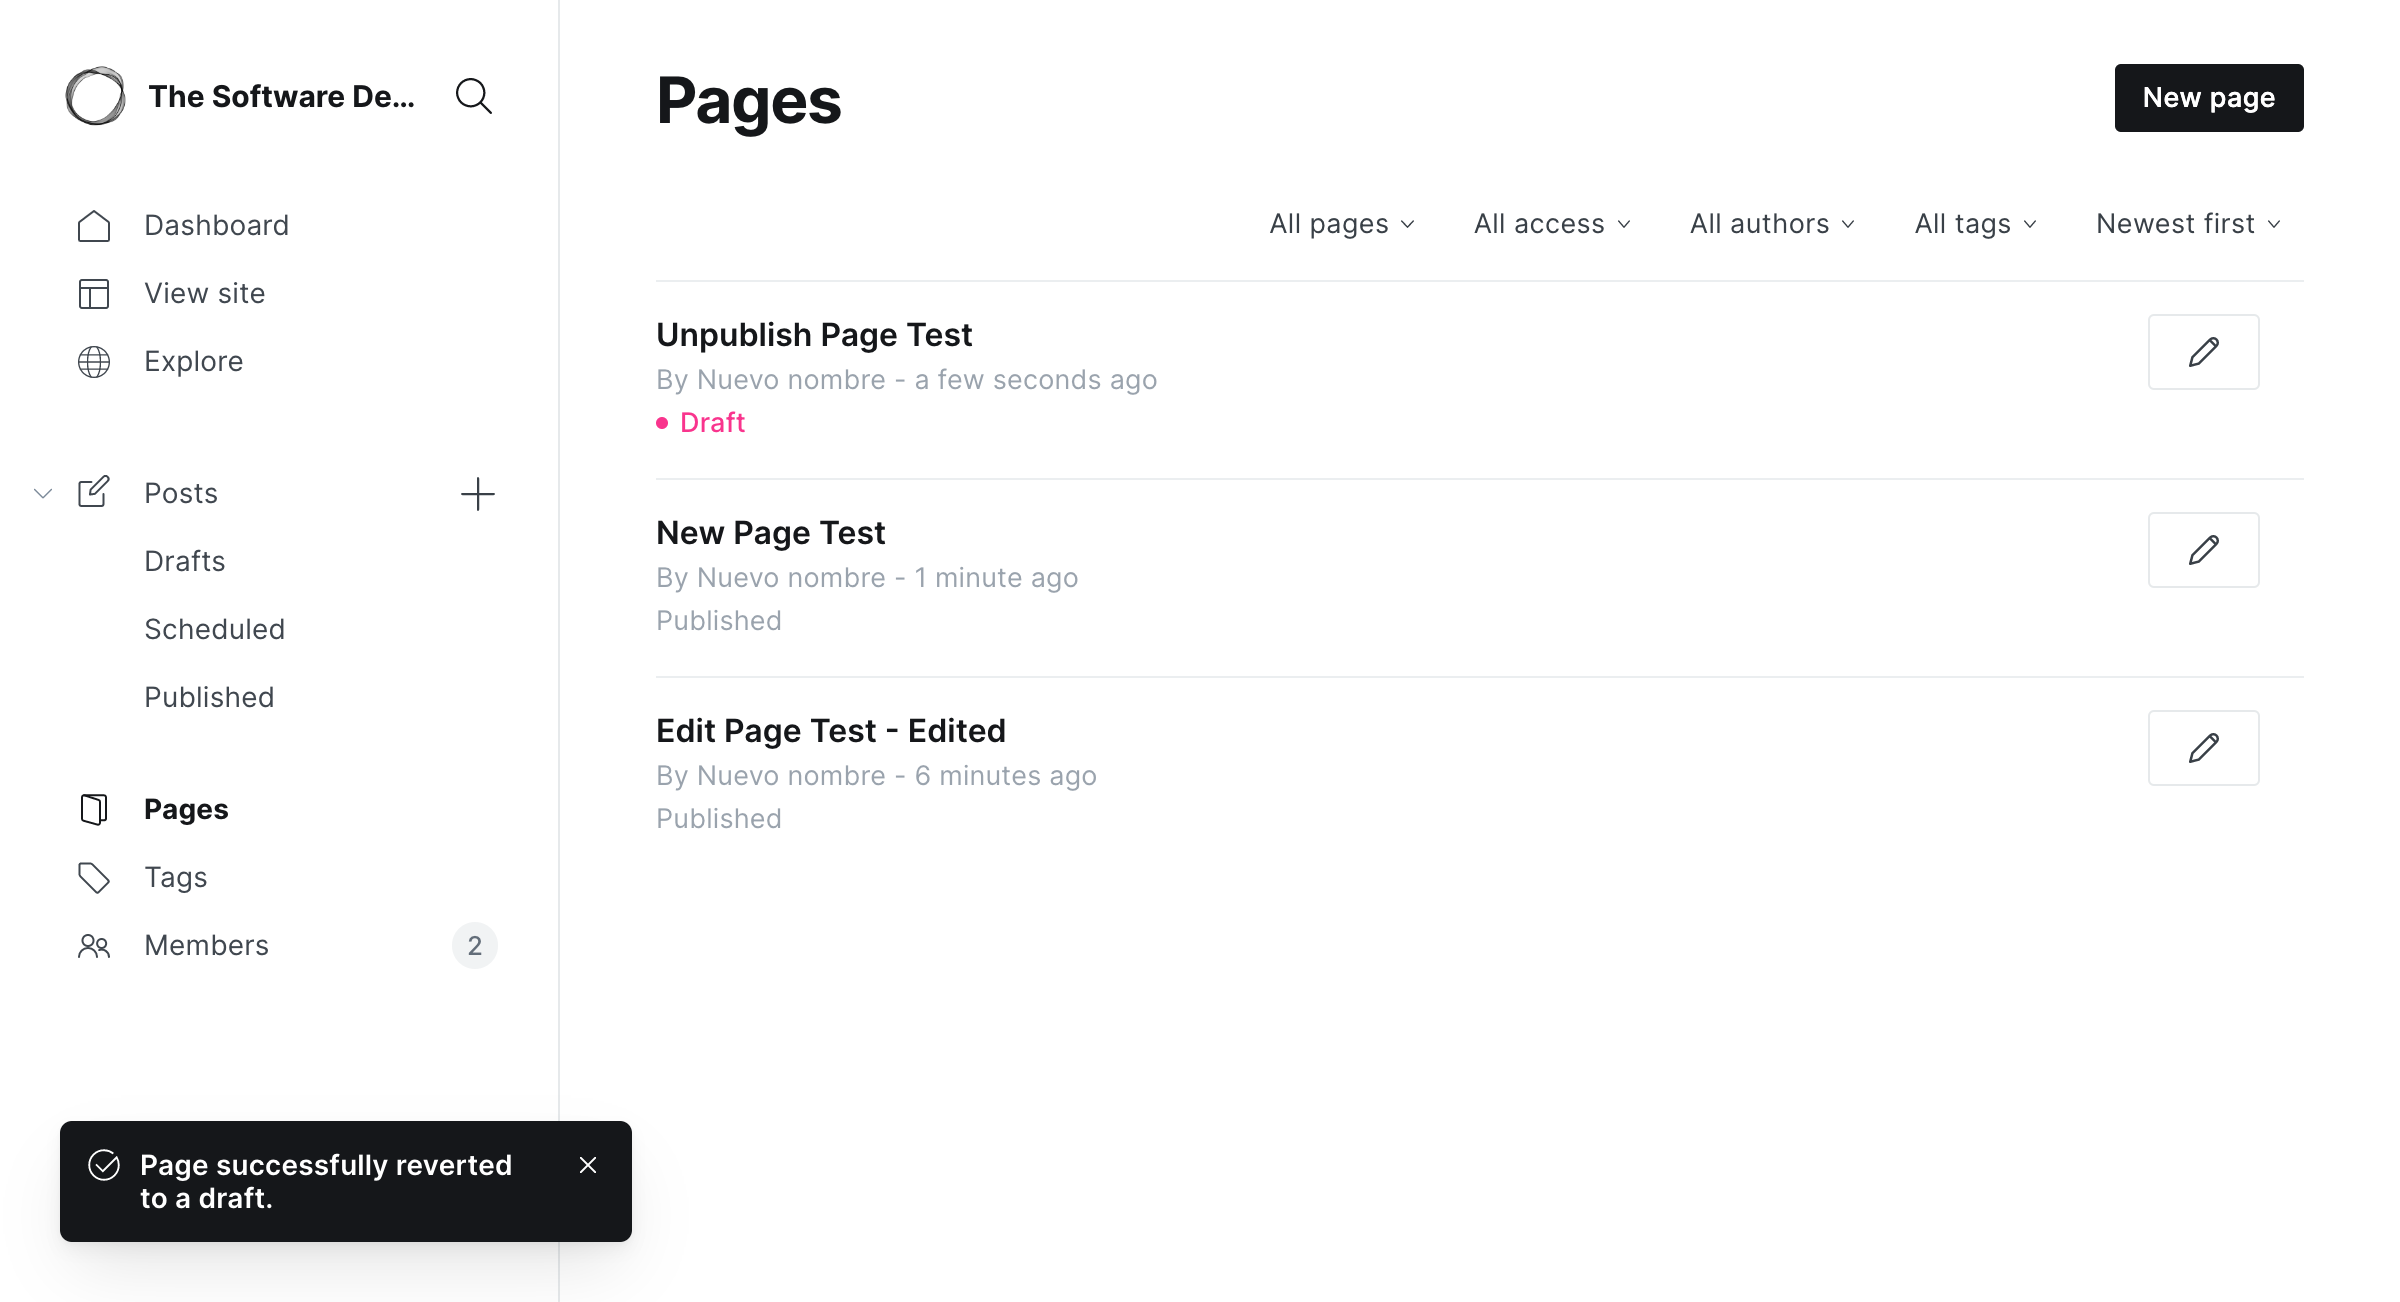 The Software De...
Dashboard
View site
Explore
Posts
Drafts
Scheduled
Published
Pages
Tags
Members
2
Page successfully reverted
to a draft.
Pages
New page
All pages
All access
All authors
All tags
Newest first
Unpublish Page Test
By Nuevo nombre - a few seconds ago
Draft
New Page Test
By Nuevo nombre - 1 minute ago
Published
Edit Page Test - Edited
By Nuevo nombre - 6 minutes ago
Published